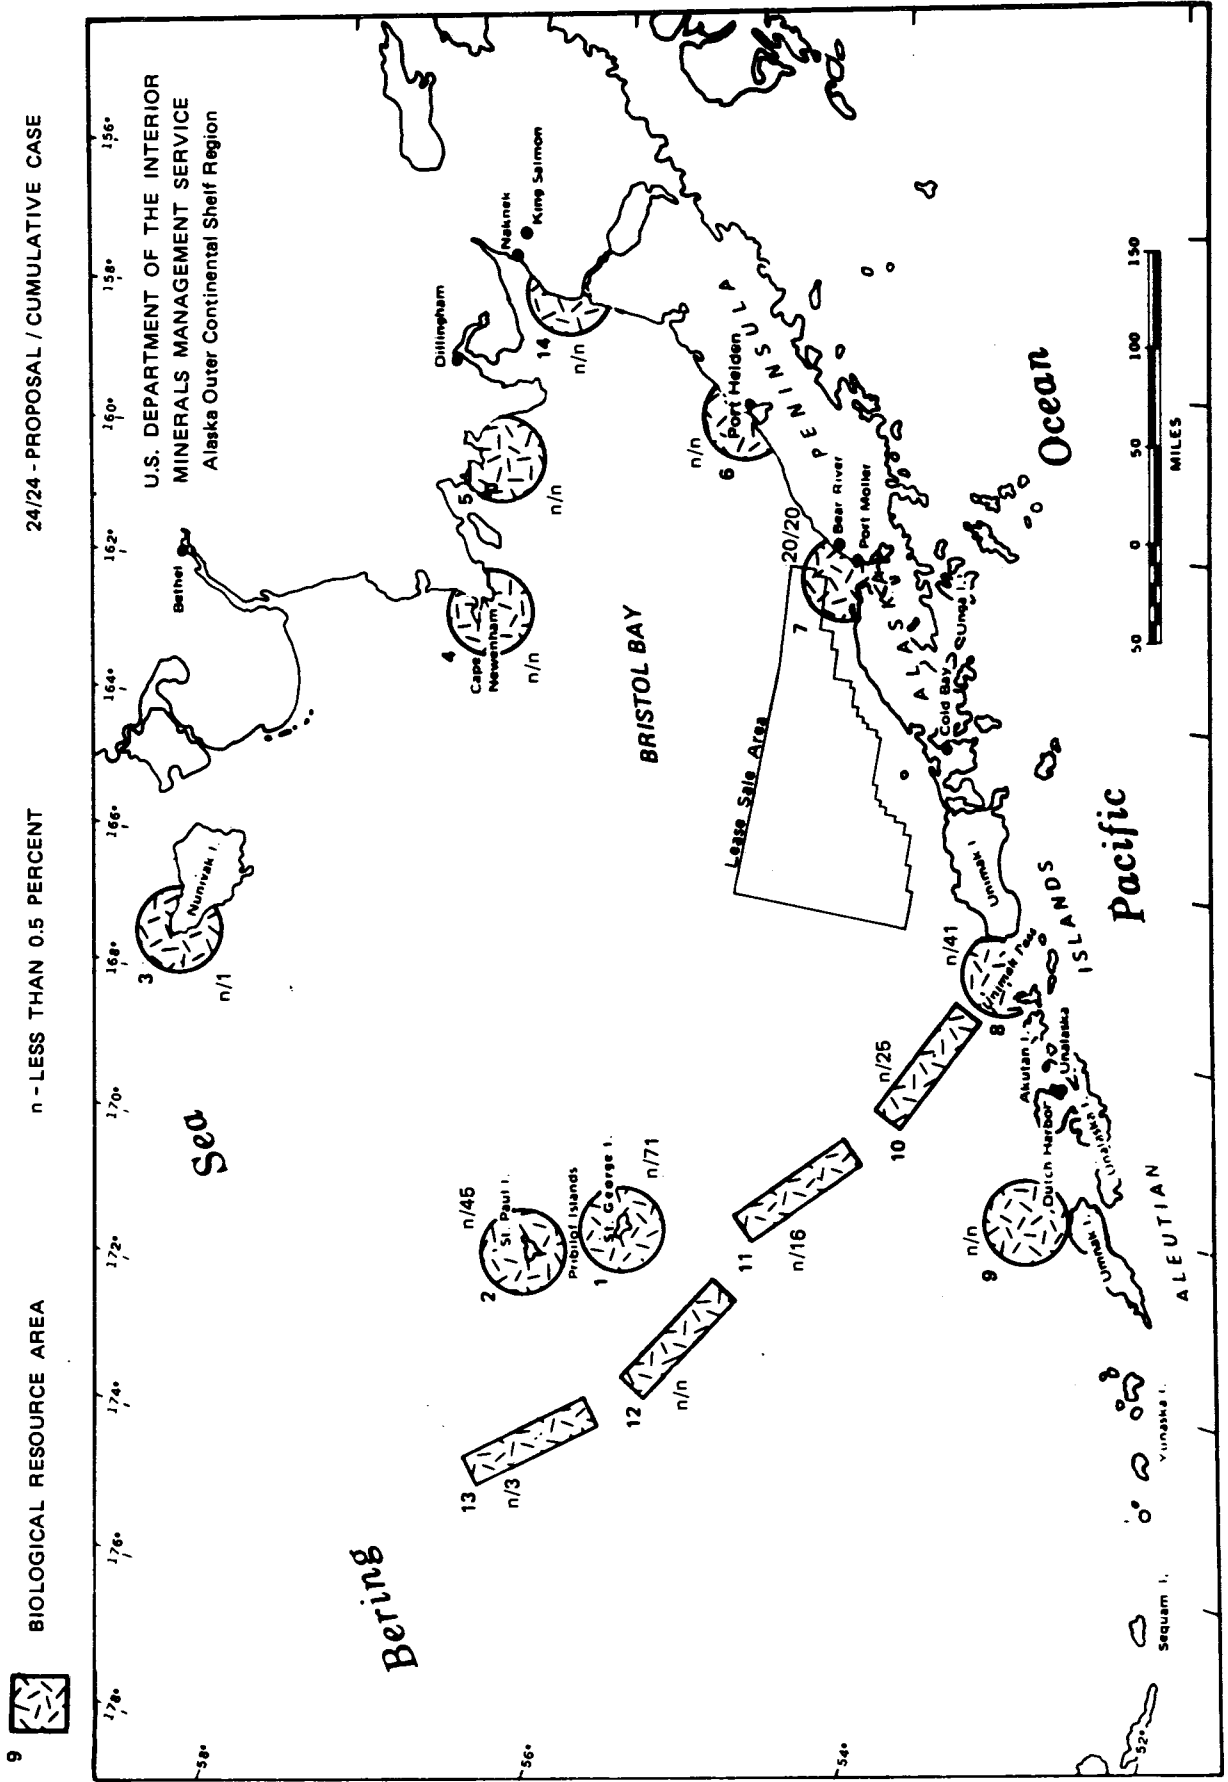 9
BIOLOGICAL RESOURCE AREA
n - LESS THAN 0.5 PERCENT
24/24 - PROPOSAL / CUMULATIVE CASE
178°
176°
174°
172°
170°
168°
166°
164°
162°
160°
158°
156°
58°
56°
54°
52°
U.S. DEPARTMENT OF THE INTERIOR
MINERALS MANAGEMENT SERVICE
Alaska Outer Continental Shelf Region
Bering
Sea
3
n/1
Nunivak I.
Bethel
4
Cape
Newenham
n/n
5
n/n
Dillingham
14
n/n
Naknek
King Salmon
BRISTOL BAY
13
n/3
12
n/n
11
n/16
10
n/25
2
n/45
St. Paul I.
Pribilof Islands
1
St. George I.
n/71
Lease Sale Area
7
20/20
Bear River
Port Moller
6
n/n
Port Heiden
ALASKA
PENINSULA
Cold Bay
Unga I.
Unimak I.
8
n/41
Unimak Pass
Akutan I.
Unalaska
Dutch Harbor
Unalaska I.
9
n/n
Umnak I.
ALEUTIAN
ISLANDS
Yunaska I.
Sequam I.
Pacific
Ocean
50
0
50
100
150
MILES